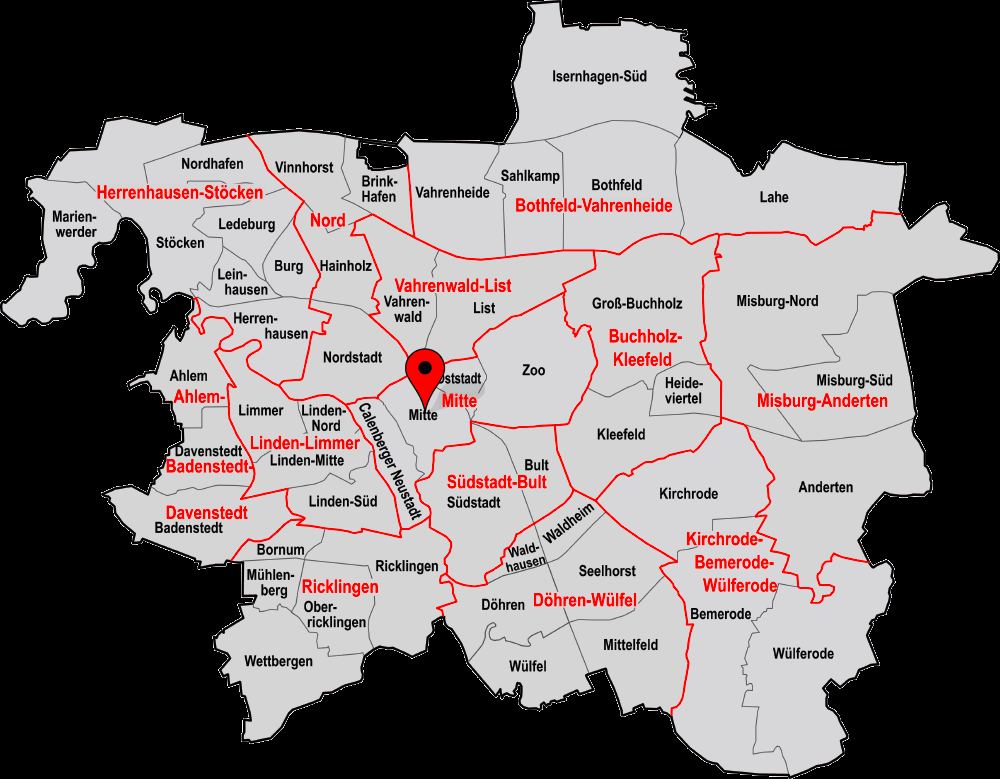 Isernhagen-Süd
Nordhafen
Vinnhorst
Brink-
Hafen
Vahrenheide
Sahlkamp
Bothfeld
Lahe
Herrenhausen-Stöcken
Bothfeld-Vahrenheide
Marien-
werder
Ledeburg
Nord
Stöcken
Burg
Hainholz
Lein-
hausen
Vahrenwald-List
Vahren-
wald
List
Groß-Buchholz
Misburg-Nord
Herren-
hausen
Buchholz-
Kleefeld
Nordstadt
Zoo
Ahlem
Oststadt
Heide-
viertel
Misburg-Süd
Misburg-Anderten
Ahlem-
Mitte
Mitte
Limmer
Linden-
Nord
Calenberger Neustadt
Kleefeld
Linden-Limmer
Linden-Mitte
Davenstedt
Badenstedt-
Bult
Südstadt-Bult
Südstadt
Kirchrode
Anderten
Linden-Süd
Davenstedt
Badenstedt
Waldheim
Wald-
hausen
Kirchrode-
Bemerode-
Wülferode
Bornum
Ricklingen
Seelhorst
Mühlen-
berg
Ricklingen
Ober-
ricklingen
Döhren
Döhren-Wülfel
Bemerode
Mittelfeld
Wülferode
Wettbergen
Wülfel